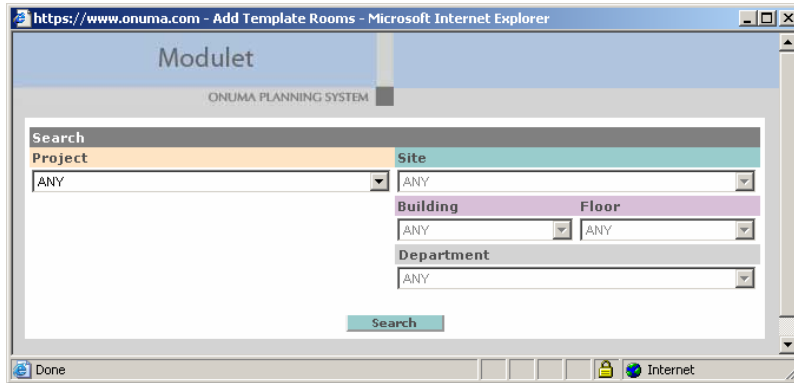 https://www.onuma.com - Add Template Rooms - Microsoft Internet Explorer
Modulet
ONUMA PLANNING SYSTEM
Search
Project Site
ANY ANY
Building Floor
ANY ANY
Department
ANY
Search
Done Internet